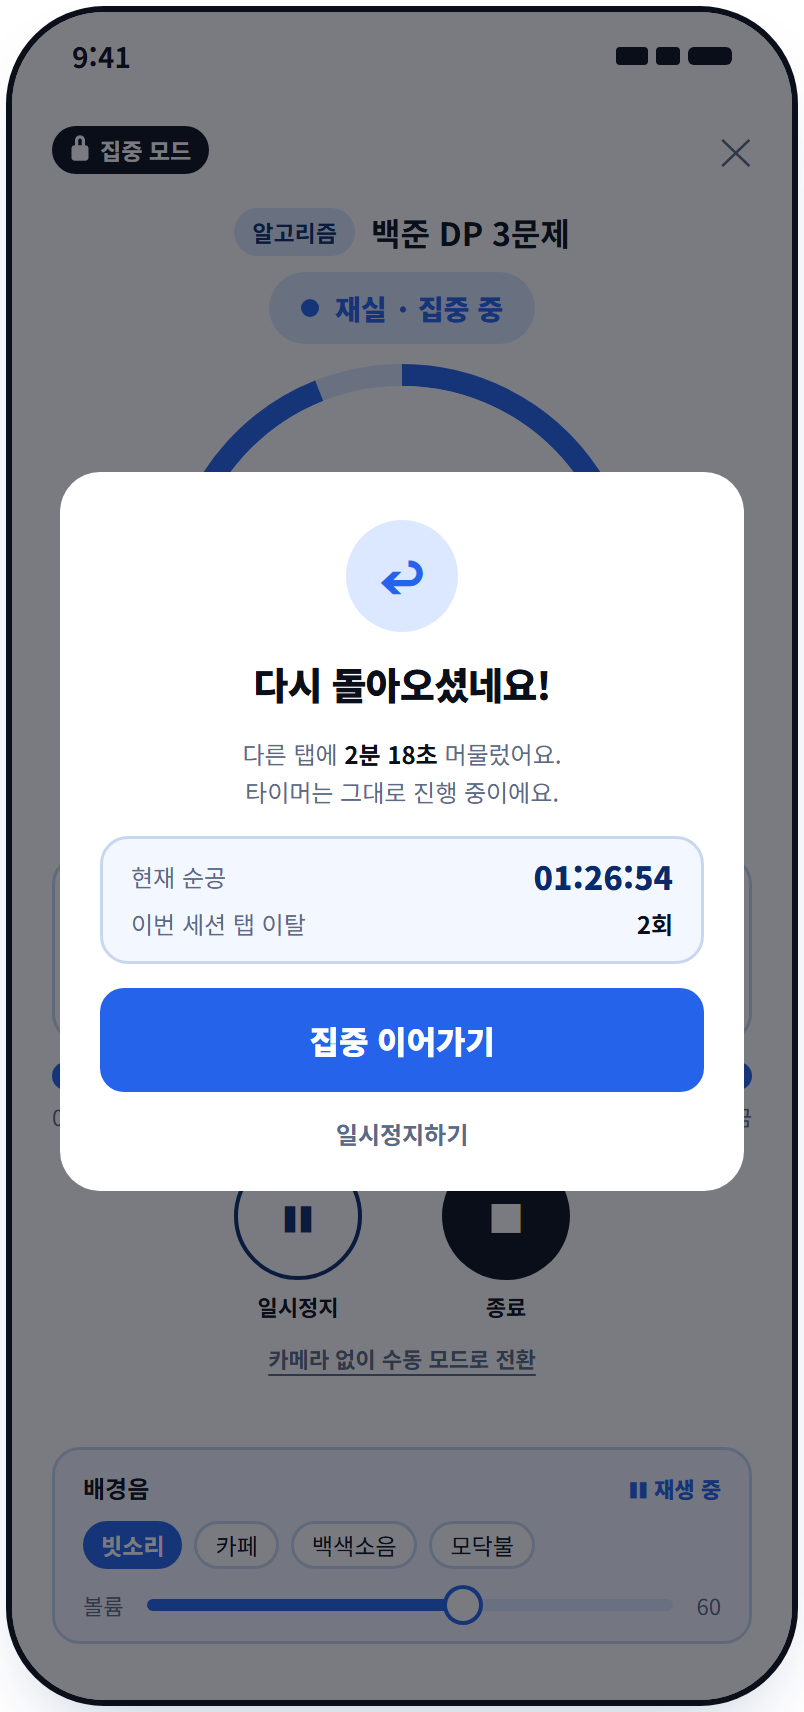 9:41
집중 모드
알고리즘 백준 DP 3문제
재실 · 집중 중
다시 돌아오셨네요!
다른 탭에 2분 18초 머물렀어요.
타이머는 그대로 진행 중이에요.
현재 순공 01:26:54
이번 세션 탭 이탈 2회
집중 이어가기
일시정지하기
일시정지 종료
카메라 없이 수동 모드로 전환
배경음 재생 중
빗소리 카페 백색소음 모닥불
볼륨 60